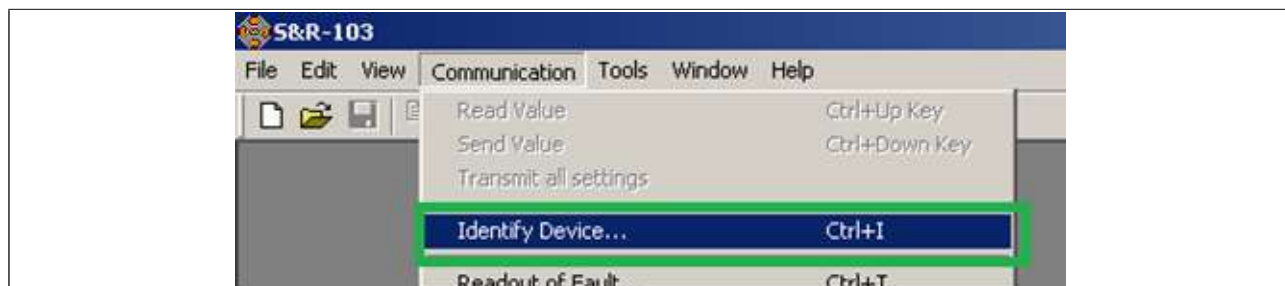 S&R-103
File Edit View Communication Tools Window Help
Read Value Ctrl+Up Key
Send Value Ctrl+Down Key
Transmit all settings
Identify Device... Ctrl+I
Readout of Fault Ctrl+T